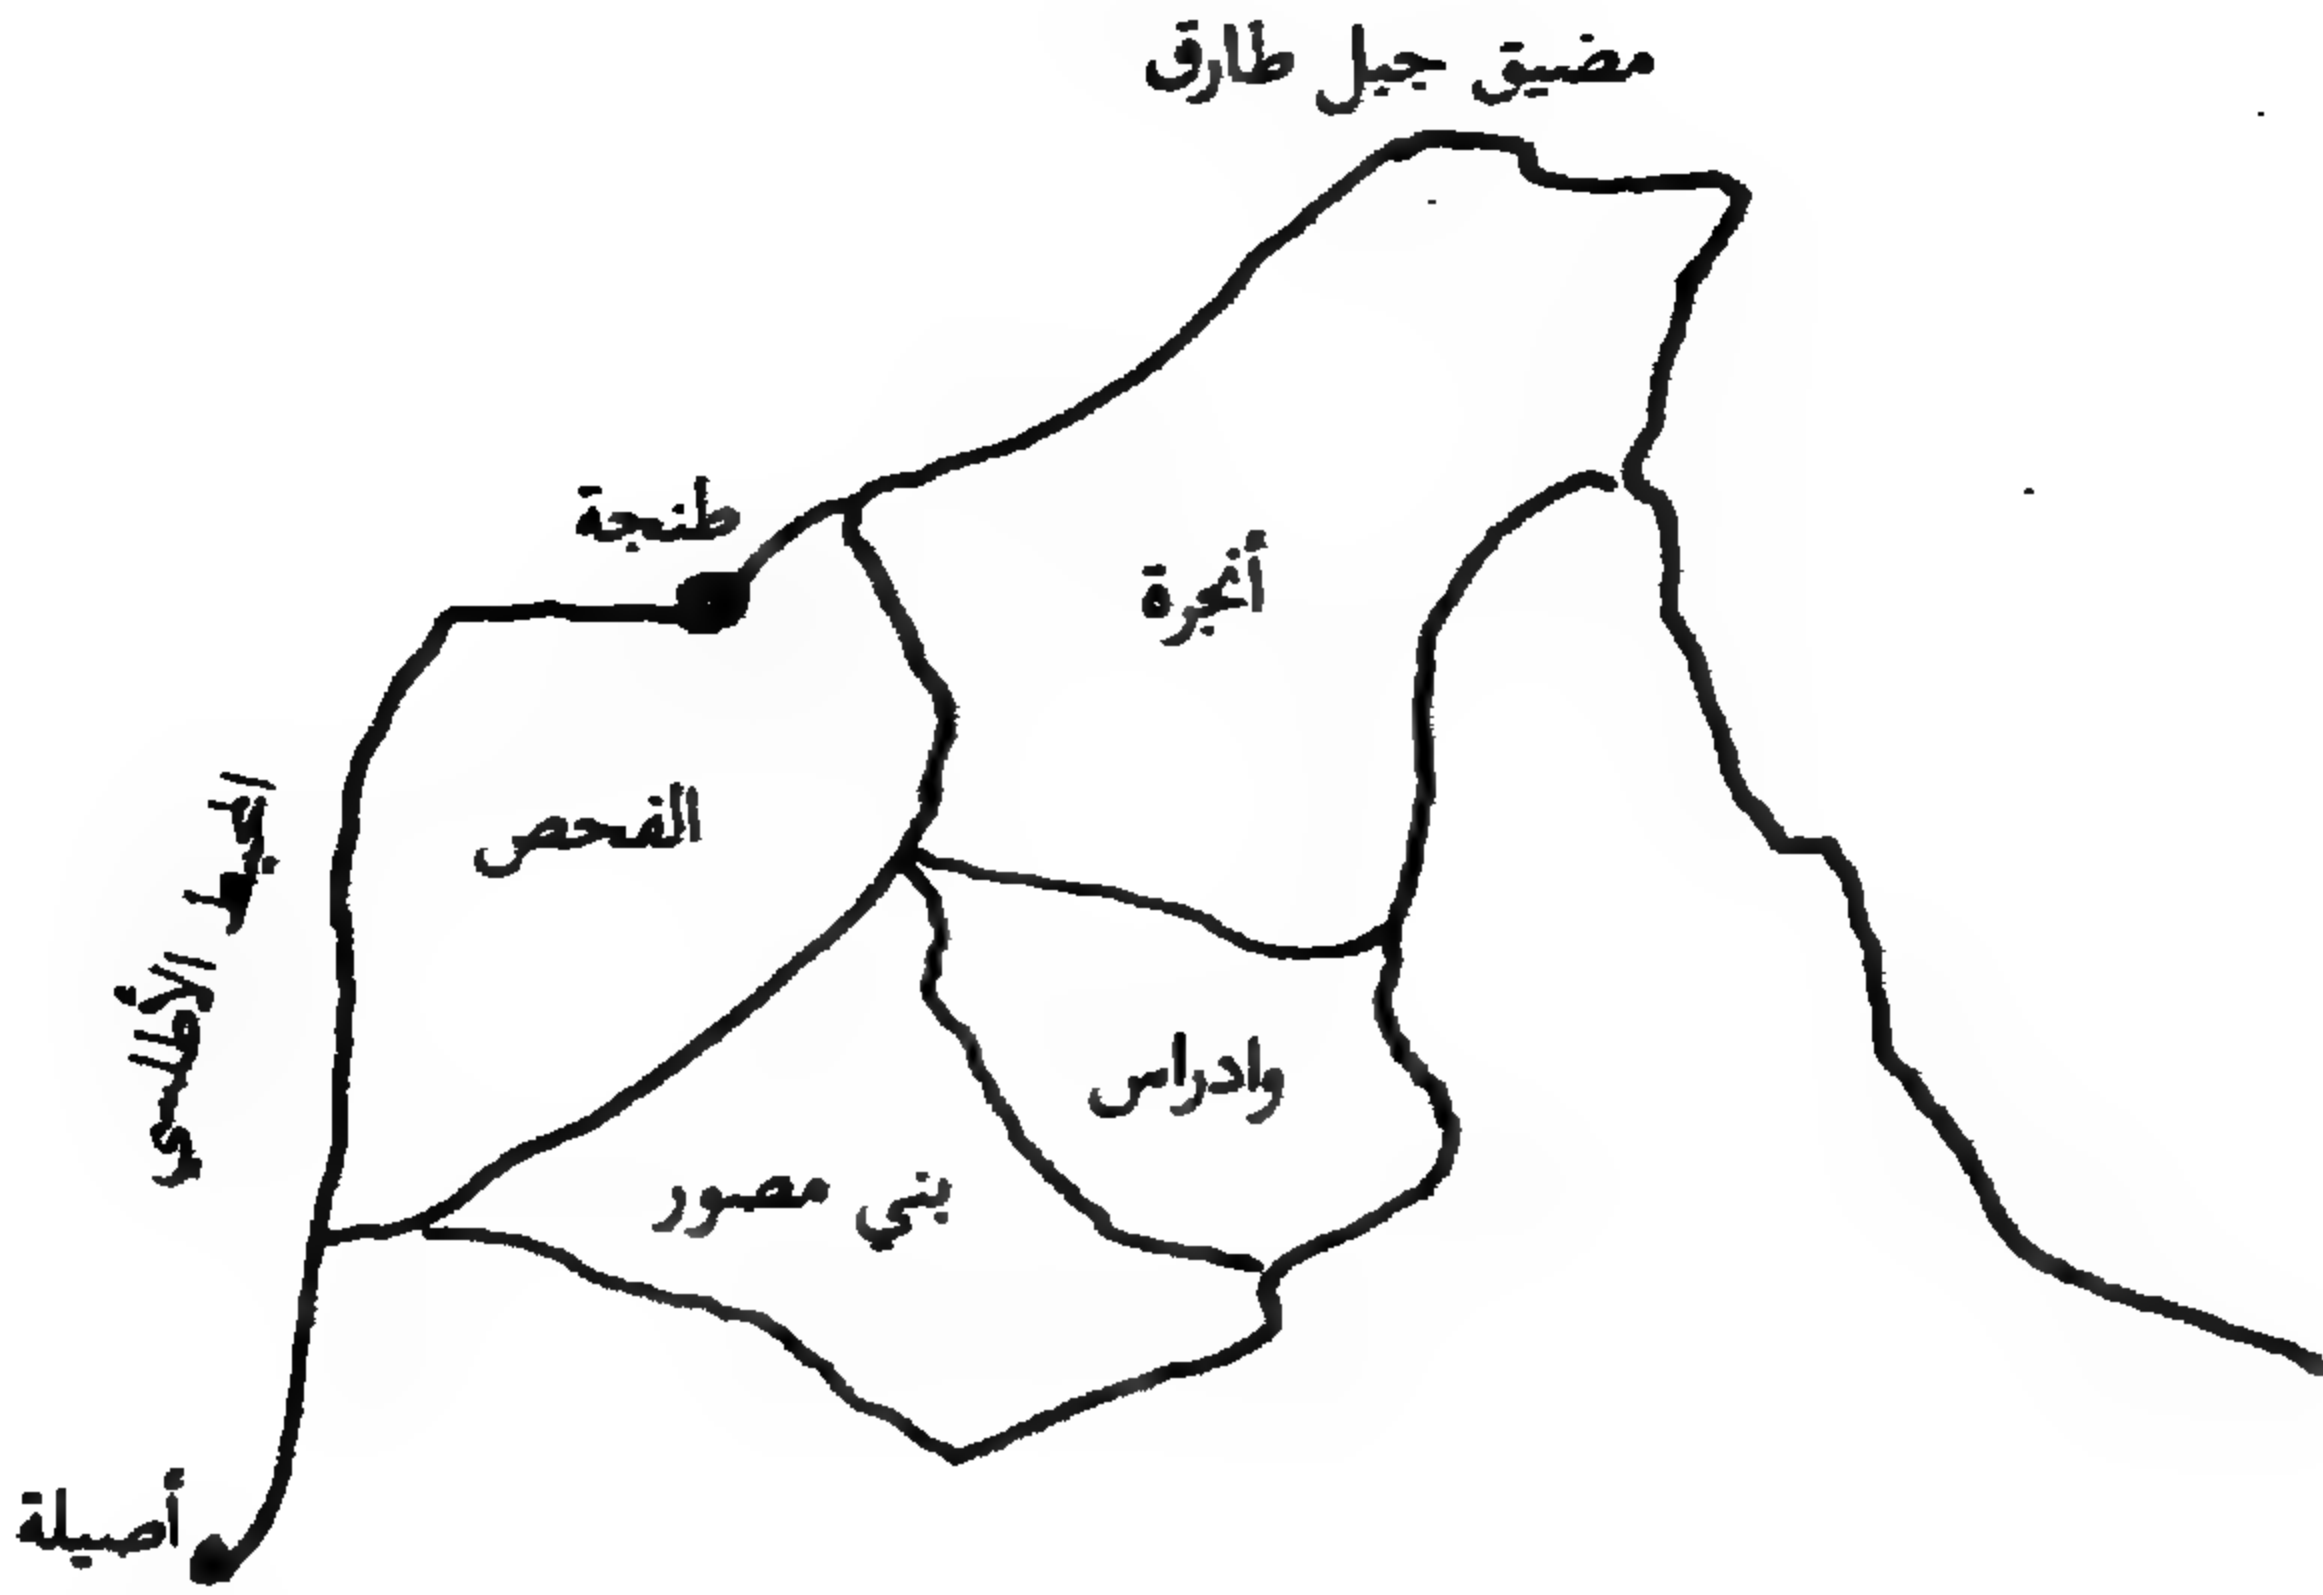 مضيق جبل طارق
طنجة
أنجرة
الفحص
المحيط الأطلسي
وادراس
بني مصور
أصيلة